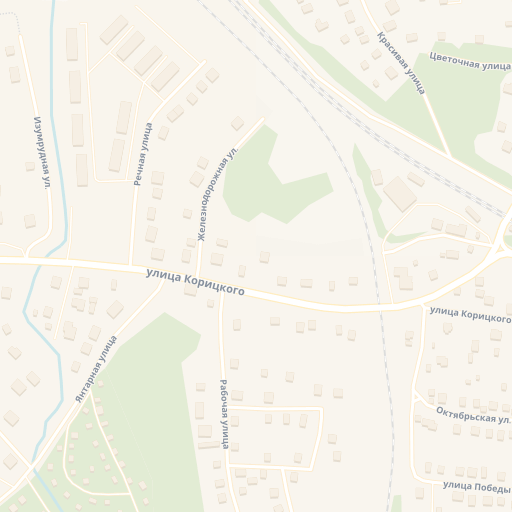 Красивая улица
Цветочная улица
Изумрудная ул.
Речная улица
Железнодорожная ул.
улица Корицкого
улица Корицкого
Янтарная улица
Рабочая улица
Октябрьская ул.
улица Победы